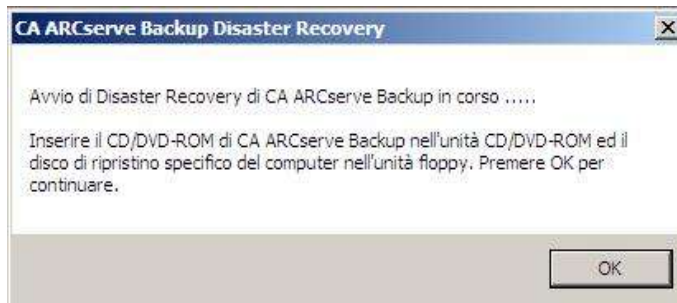 CA ARCserve Backup Disaster Recovery
Avvio di Disaster Recovery di CA ARCserve Backup in corso .....
Inserire il CD/DVD-ROM di CA ARCserve Backup nell'unità CD/DVD-ROM ed il
disco di ripristino specifico del computer nell'unità floppy. Premere OK per
continuare.
OK